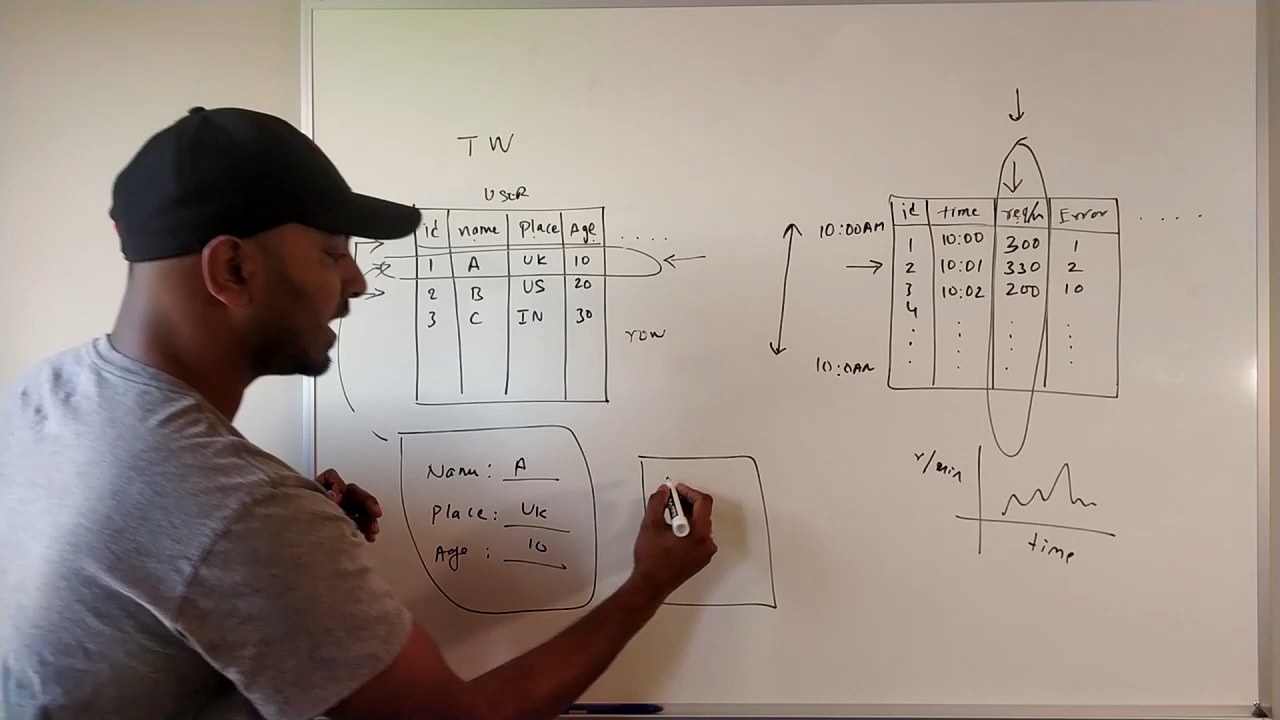 TW
USER
id name Place Age . . . .
1 A UK 10
2 B US 20
3 C IN 30
row
Name: A
Place: UK
Age: 10
10:00AM
10:0AM
id time req/m Error . . . .
1 10:00 300 1
2 10:01 330 2
3 10:02 200 10
4
r/min
time